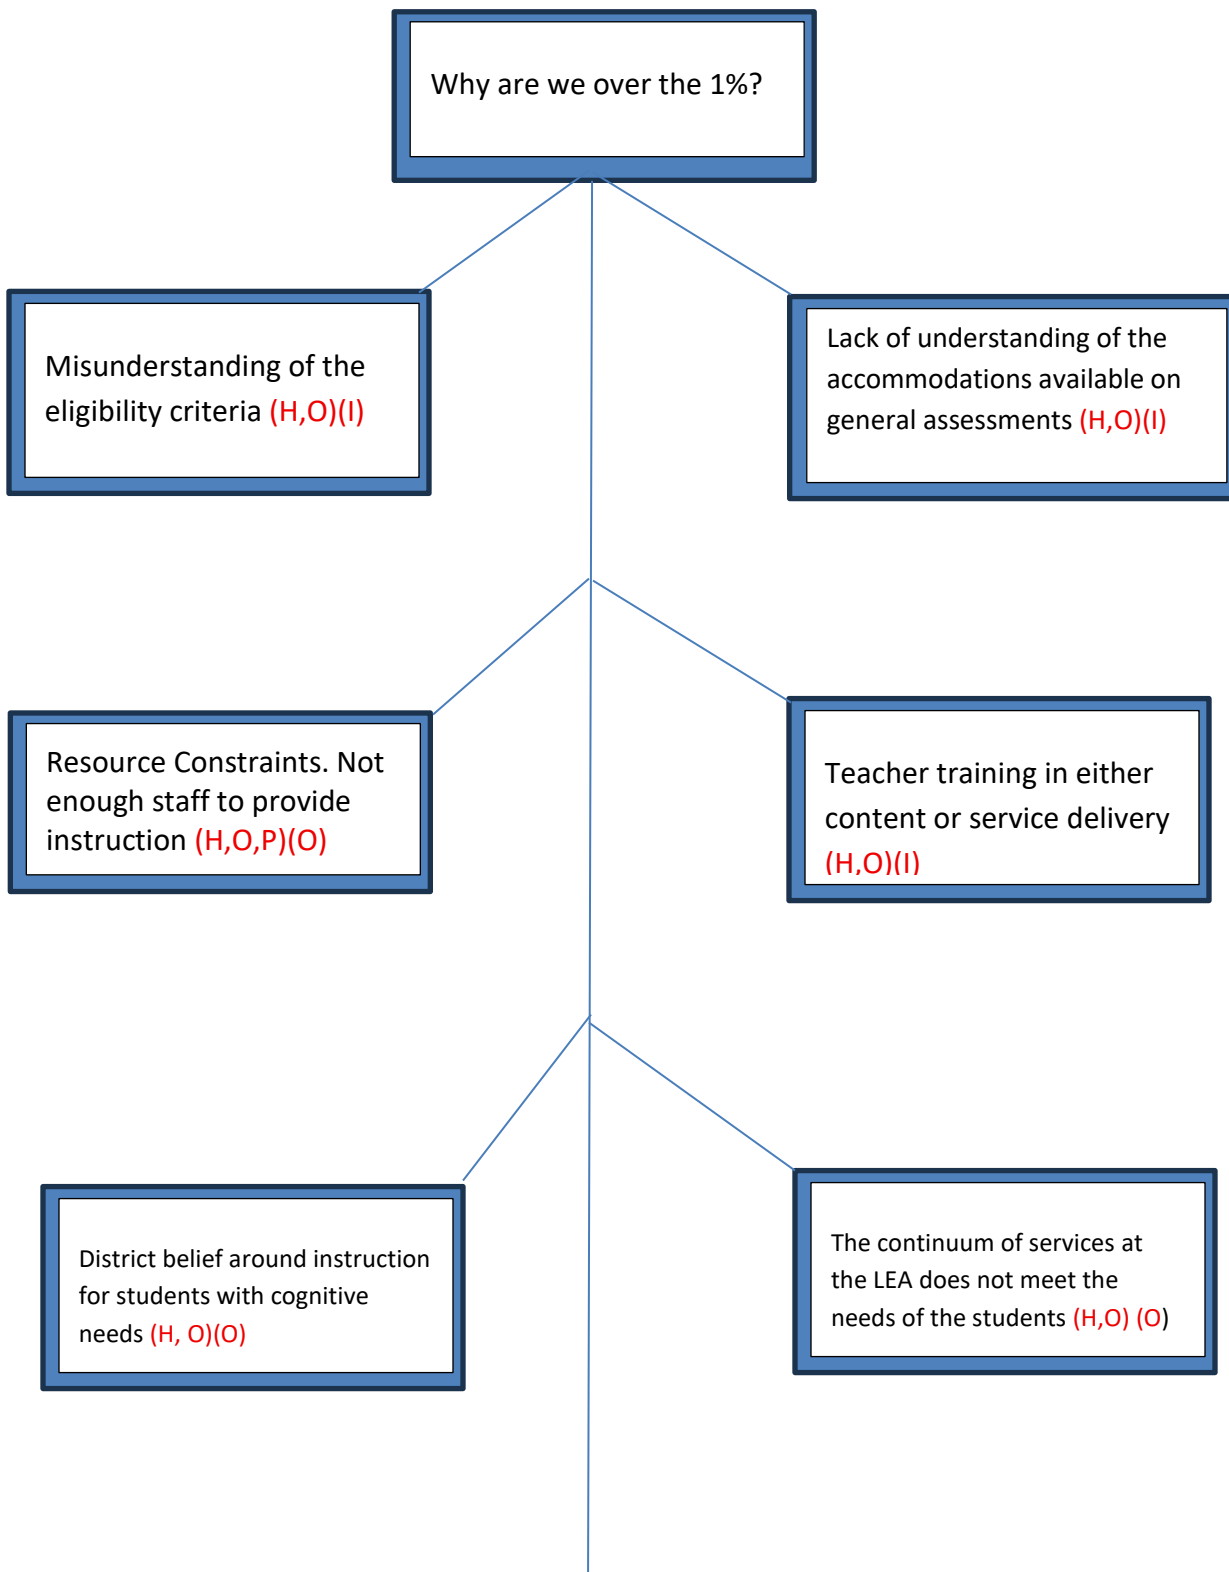 Why are we over the 1%?
Misunderstanding of the
eligibility criteria (H,O)(I)
Lack of understanding of the
accommodations available on
general assessments (H,O)(I)
Resource Constraints. Not
enough staff to provide
instruction (H,O,P)(O)
Teacher training in either
content or service delivery
(H,O)(I)
District belief around instruction
for students with cognitive
needs (H, O)(O)
The continuum of services at
the LEA does not meet the
needs of the students (H,O) (O)